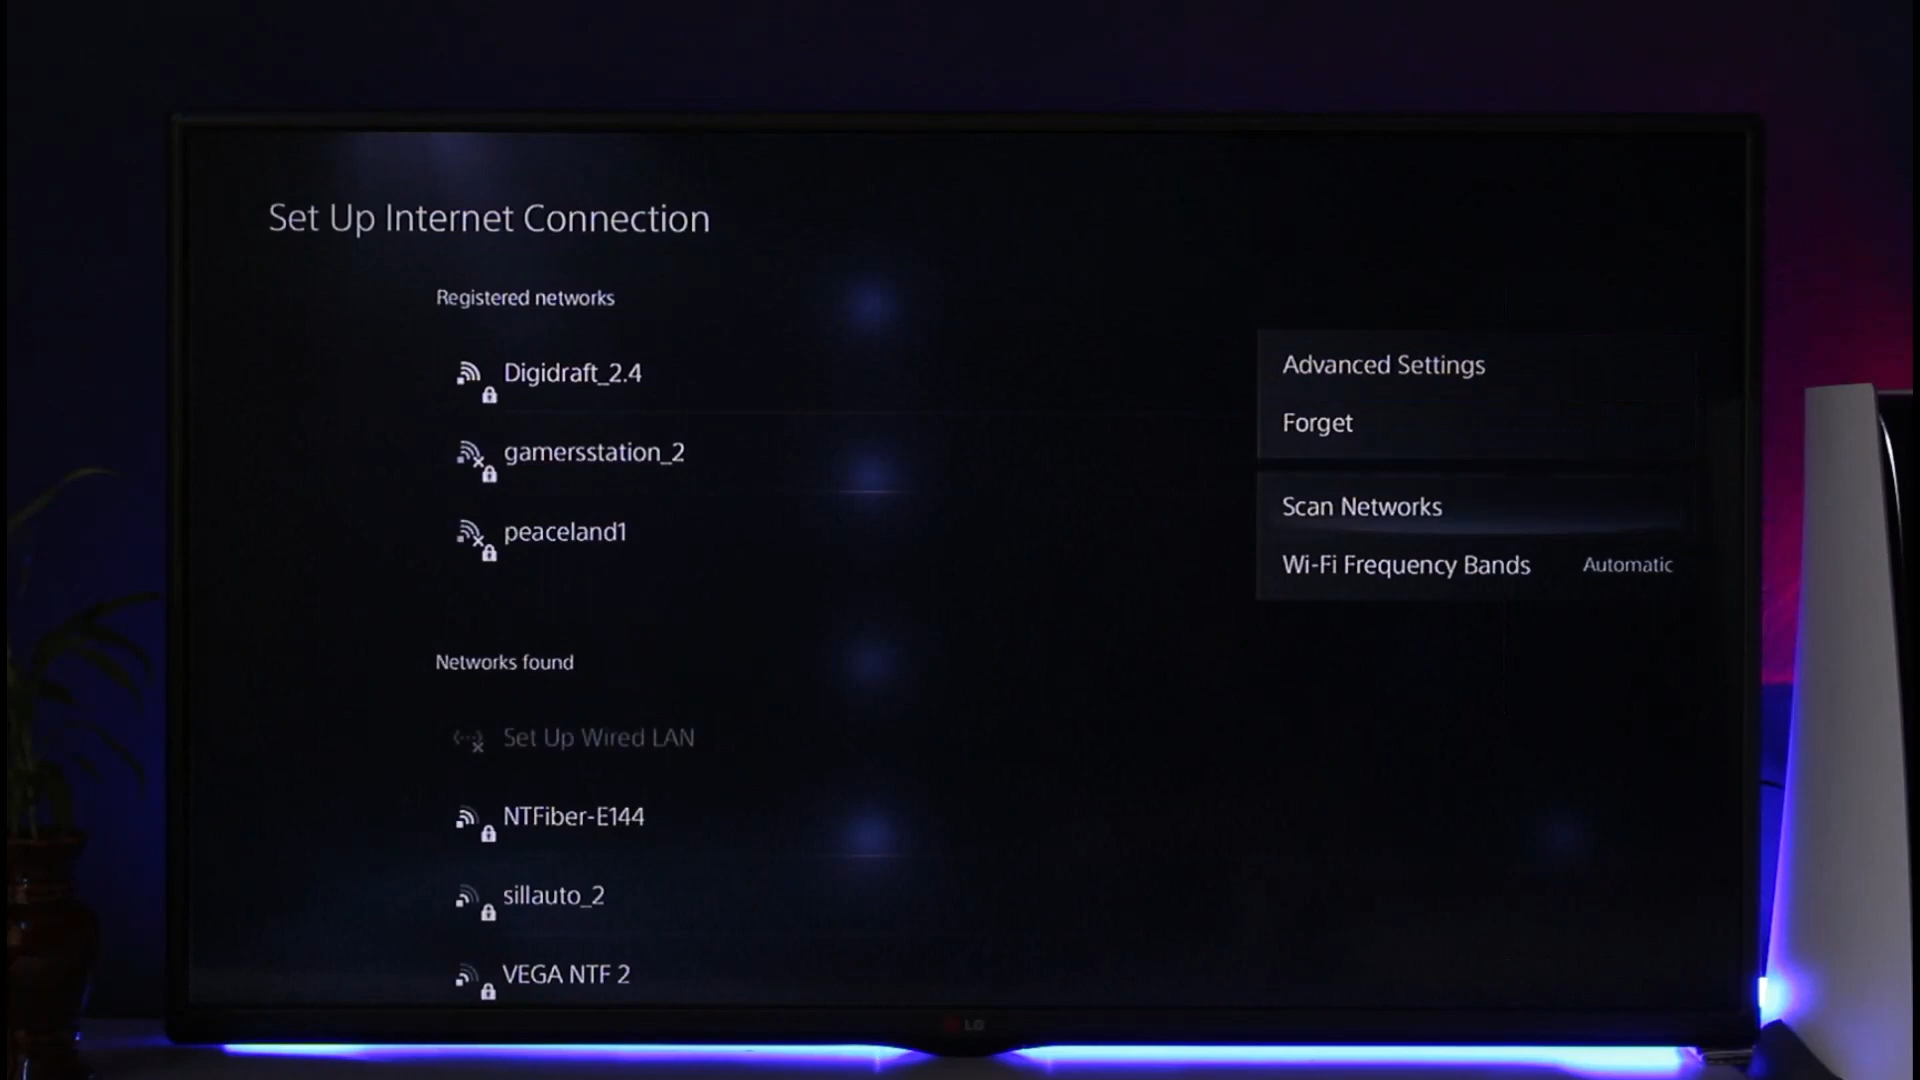 Set Up Internet Connection
Registered networks
Digidraft_2.4
gamersstation_2
peaceland1
Networks found
Set Up Wired LAN
NTFiber-E144
sillauto_2
VEGA NTF 2
Advanced Settings
Forget
Scan Networks
Wi-Fi Frequency Bands Automatic
LG